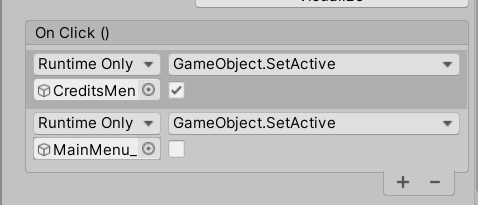 On Click ()
Runtime Only GameObject.SetActive
CreditsMen
Runtime Only GameObject.SetActive
MainMenu_